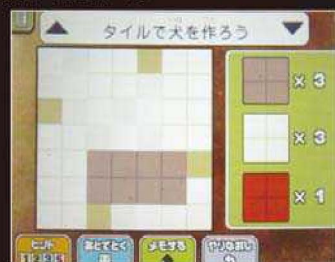 タイルで犬を作ろう
× 3
× 3
× 1
ヒント
あとでとく
メモする
やりなおし